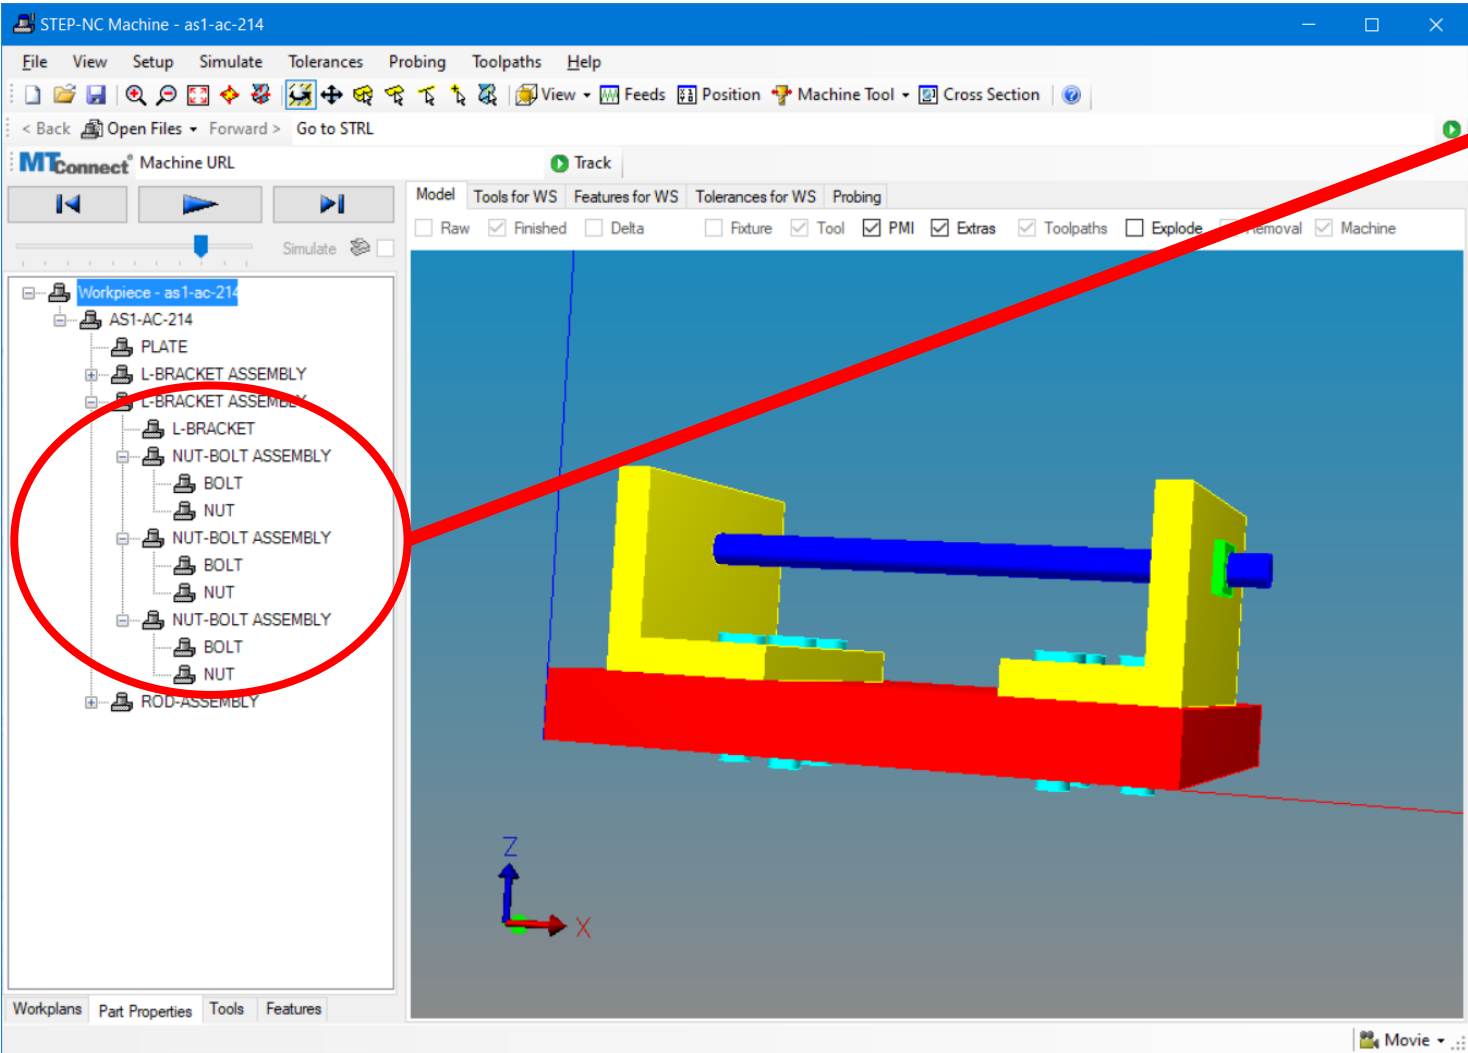 STEP-NC Machine - as1-ac-214
File View Setup Simulate Tolerances Probing Toolpaths Help
View Feeds Position Machine Tool Cross Section
< Back Open Files Forward > Go to STRL
MTConnect® Machine URL Track
Model Tools for WS Features for WS Tolerances for WS Probing
Raw Finished Delta Fixture Tool PMI Extras Toolpaths Explode Removal Machine
Simulate
Workpiece - as1-ac-214
AS1-AC-214
PLATE
L-BRACKET ASSEMBLY
L-BRACKET ASSEMBLY
L-BRACKET
NUT-BOLT ASSEMBLY
BOLT
NUT
NUT-BOLT ASSEMBLY
BOLT
NUT
NUT-BOLT ASSEMBLY
BOLT
NUT
ROD-ASSEMBLY
Z
X
Workplans Part Properties Tools Features
Movie